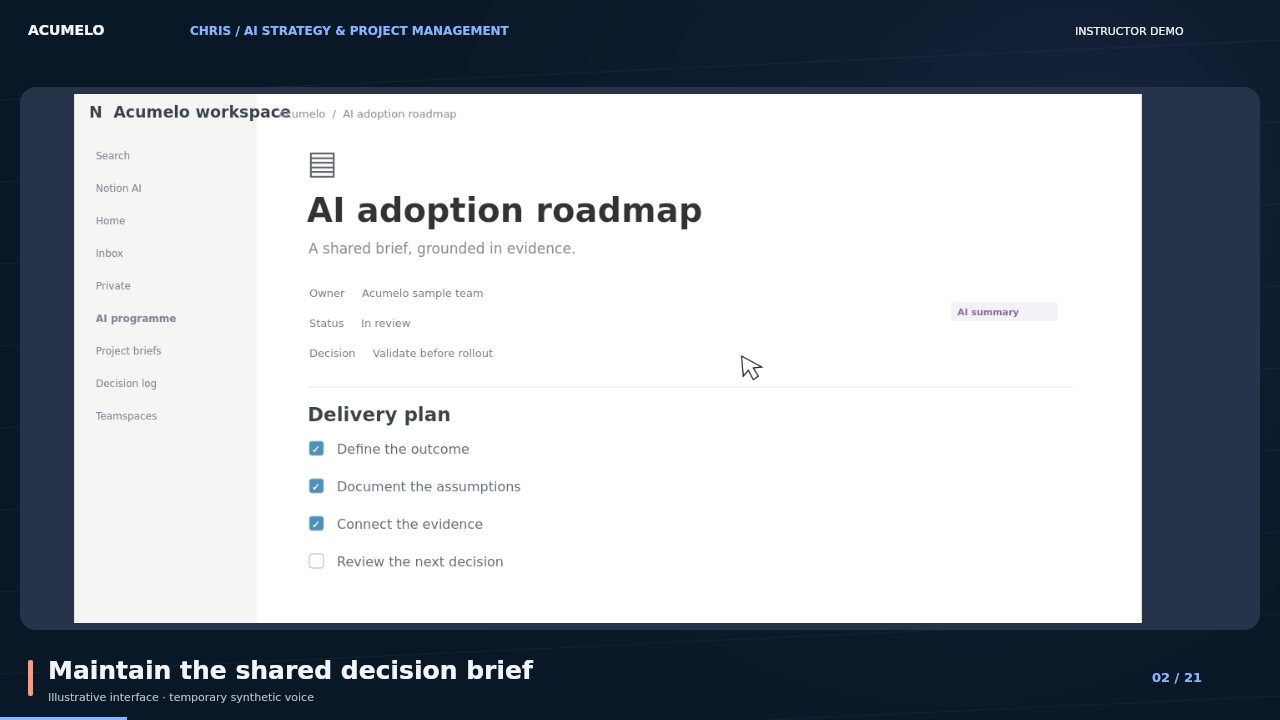 ACUMELO
CHRIS / AI STRATEGY & PROJECT MANAGEMENT
INSTRUCTOR DEMO
N Acumelo workspace
Acumelo / AI adoption roadmap
Search
Notion AI
Home
Inbox
Private
AI programme
Project briefs
Decision log
Teamspaces
AI adoption roadmap
A shared brief, grounded in evidence.
Owner Acumelo sample team
Status In review
Decision Validate before rollout
AI summary
Delivery plan
Define the outcome
Document the assumptions
Connect the evidence
Review the next decision
Maintain the shared decision brief
Illustrative interface · temporary synthetic voice
02 / 21